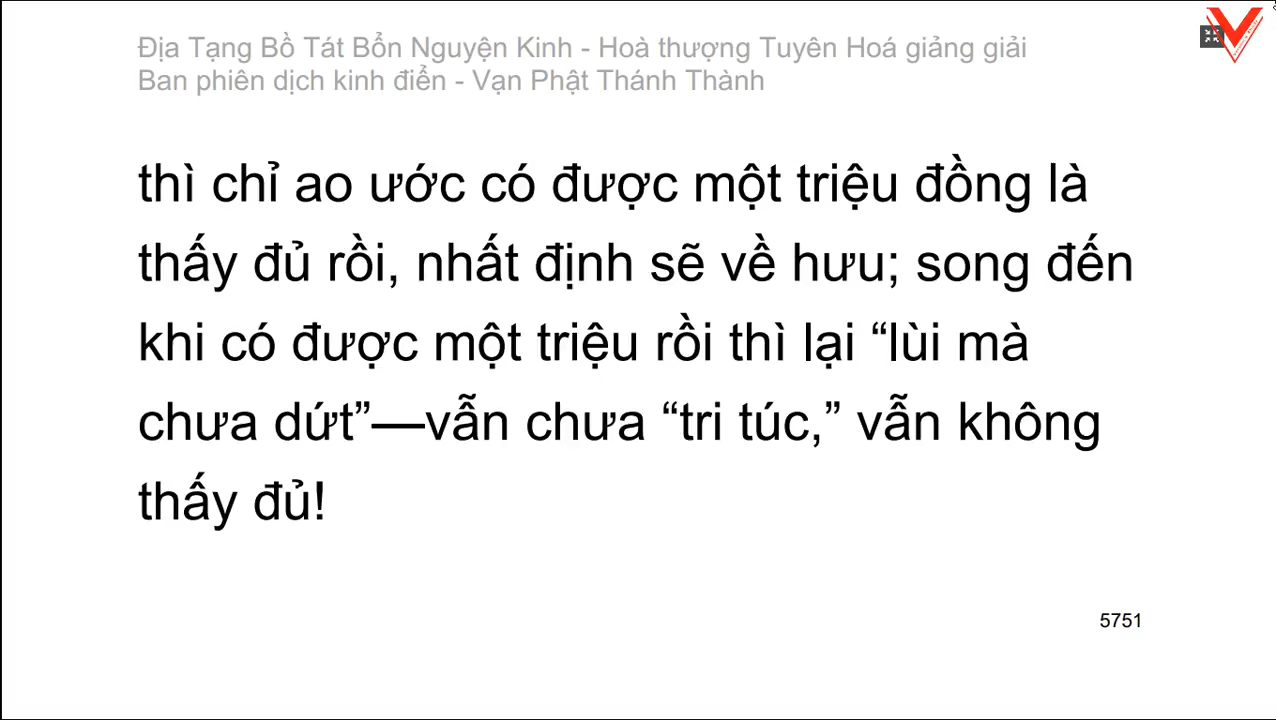 Địa Tạng Bồ Tát Bổn Nguyện Kinh - Hoà thượng Tuyên Hoá giảng giải
Ban phiên dịch kinh điển - Vạn Phật Thánh Thành
thì chỉ ao ước có được một triệu đồng là
thấy đủ rồi, nhất định sẽ về hưu; song đến
khi có được một triệu rồi thì lại “lùi mà
chưa dứt”—vẫn chưa “tri túc,” vẫn không
thấy đủ!
5751